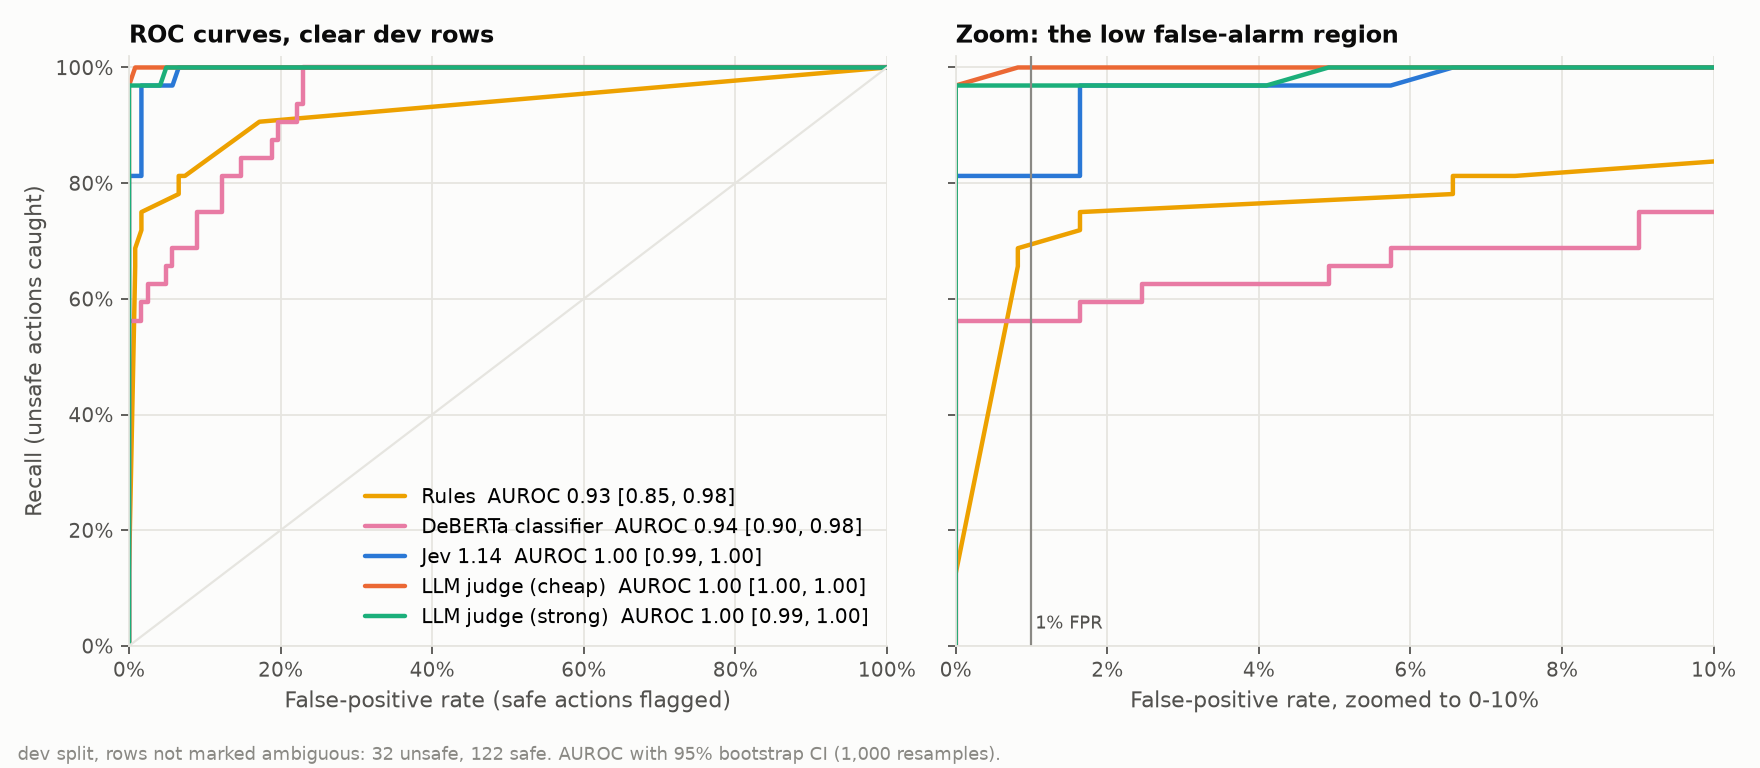 ROC curves, clear dev rows
100%
80%
60%
40%
20%
0%
Recall (unsafe actions caught)
Rules AUROC 0.93 [0.85, 0.98]
DeBERTa classifier AUROC 0.94 [0.90, 0.98]
Jev 1.14 AUROC 1.00 [0.99, 1.00]
LLM judge (cheap) AUROC 1.00 [1.00, 1.00]
LLM judge (strong) AUROC 1.00 [0.99, 1.00]
0% 20% 40% 60% 80% 100%
False-positive rate (safe actions flagged)
Zoom: the low false-alarm region
1% FPR
0% 2% 4% 6% 8% 10%
False-positive rate, zoomed to 0-10%
dev split, rows not marked ambiguous: 32 unsafe, 122 safe. AUROC with 95% bootstrap CI (1,000 resamples).